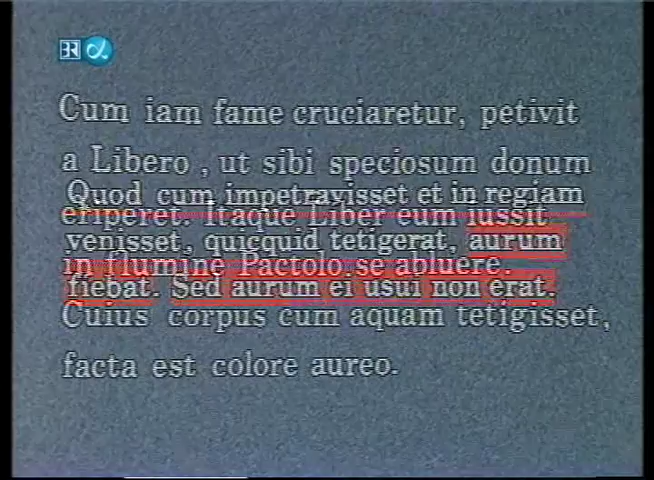 BR α
Cum iam fame cruciaretur, petivit
a Libero , ut sibi speciosum donum
Quod cum impetravisset et in regiam
eriperet. Itaque Liber eum iussit
venisset, quicquid tetigerat, aurum
in flumine Pactolo se abluere.
fiebat. Sed aurum ei usui non erat.
Cuius corpus cum aquam tetigisset,
facta est colore aureo.